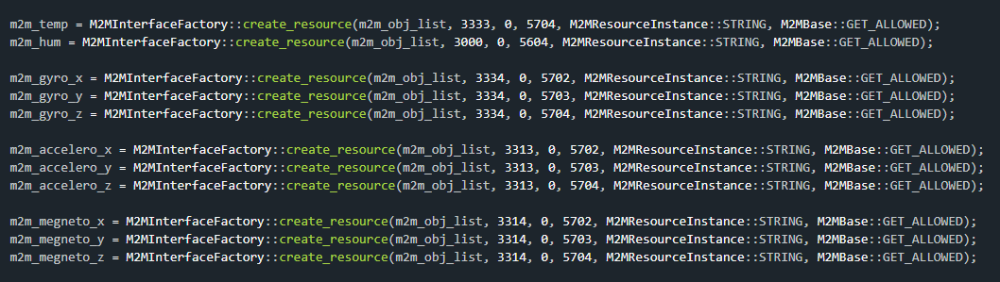 m2m_temp = M2MInterfaceFactory::create_resource(m2m_obj_list, 3333, 0, 5704, M2MResourceInstance::STRING, M2MBase::GET_ALLOWED);
m2m_hum = M2MInterfaceFactory::create_resource(m2m_obj_list, 3000, 0, 5604, M2MResourceInstance::STRING, M2MBase::GET_ALLOWED);
m2m_gyro_x = M2MInterfaceFactory::create_resource(m2m_obj_list, 3334, 0, 5702, M2MResourceInstance::STRING, M2MBase::GET_ALLOWED);
m2m_gyro_y = M2MInterfaceFactory::create_resource(m2m_obj_list, 3334, 0, 5703, M2MResourceInstance::STRING, M2MBase::GET_ALLOWED);
m2m_gyro_z = M2MInterfaceFactory::create_resource(m2m_obj_list, 3334, 0, 5704, M2MResourceInstance::STRING, M2MBase::GET_ALLOWED);
m2m_accelero_x = M2MInterfaceFactory::create_resource(m2m_obj_list, 3313, 0, 5702, M2MResourceInstance::STRING, M2MBase::GET_ALLOWED);
m2m_accelero_y = M2MInterfaceFactory::create_resource(m2m_obj_list, 3313, 0, 5703, M2MResourceInstance::STRING, M2MBase::GET_ALLOWED);
m2m_accelero_z = M2MInterfaceFactory::create_resource(m2m_obj_list, 3313, 0, 5704, M2MResourceInstance::STRING, M2MBase::GET_ALLOWED);
m2m_megneto_x = M2MInterfaceFactory::create_resource(m2m_obj_list, 3314, 0, 5702, M2MResourceInstance::STRING, M2MBase::GET_ALLOWED);
m2m_megneto_y = M2MInterfaceFactory::create_resource(m2m_obj_list, 3314, 0, 5703, M2MResourceInstance::STRING, M2MBase::GET_ALLOWED);
m2m_megneto_z = M2MInterfaceFactory::create_resource(m2m_obj_list, 3314, 0, 5704, M2MResourceInstance::STRING, M2MBase::GET_ALLOWED);